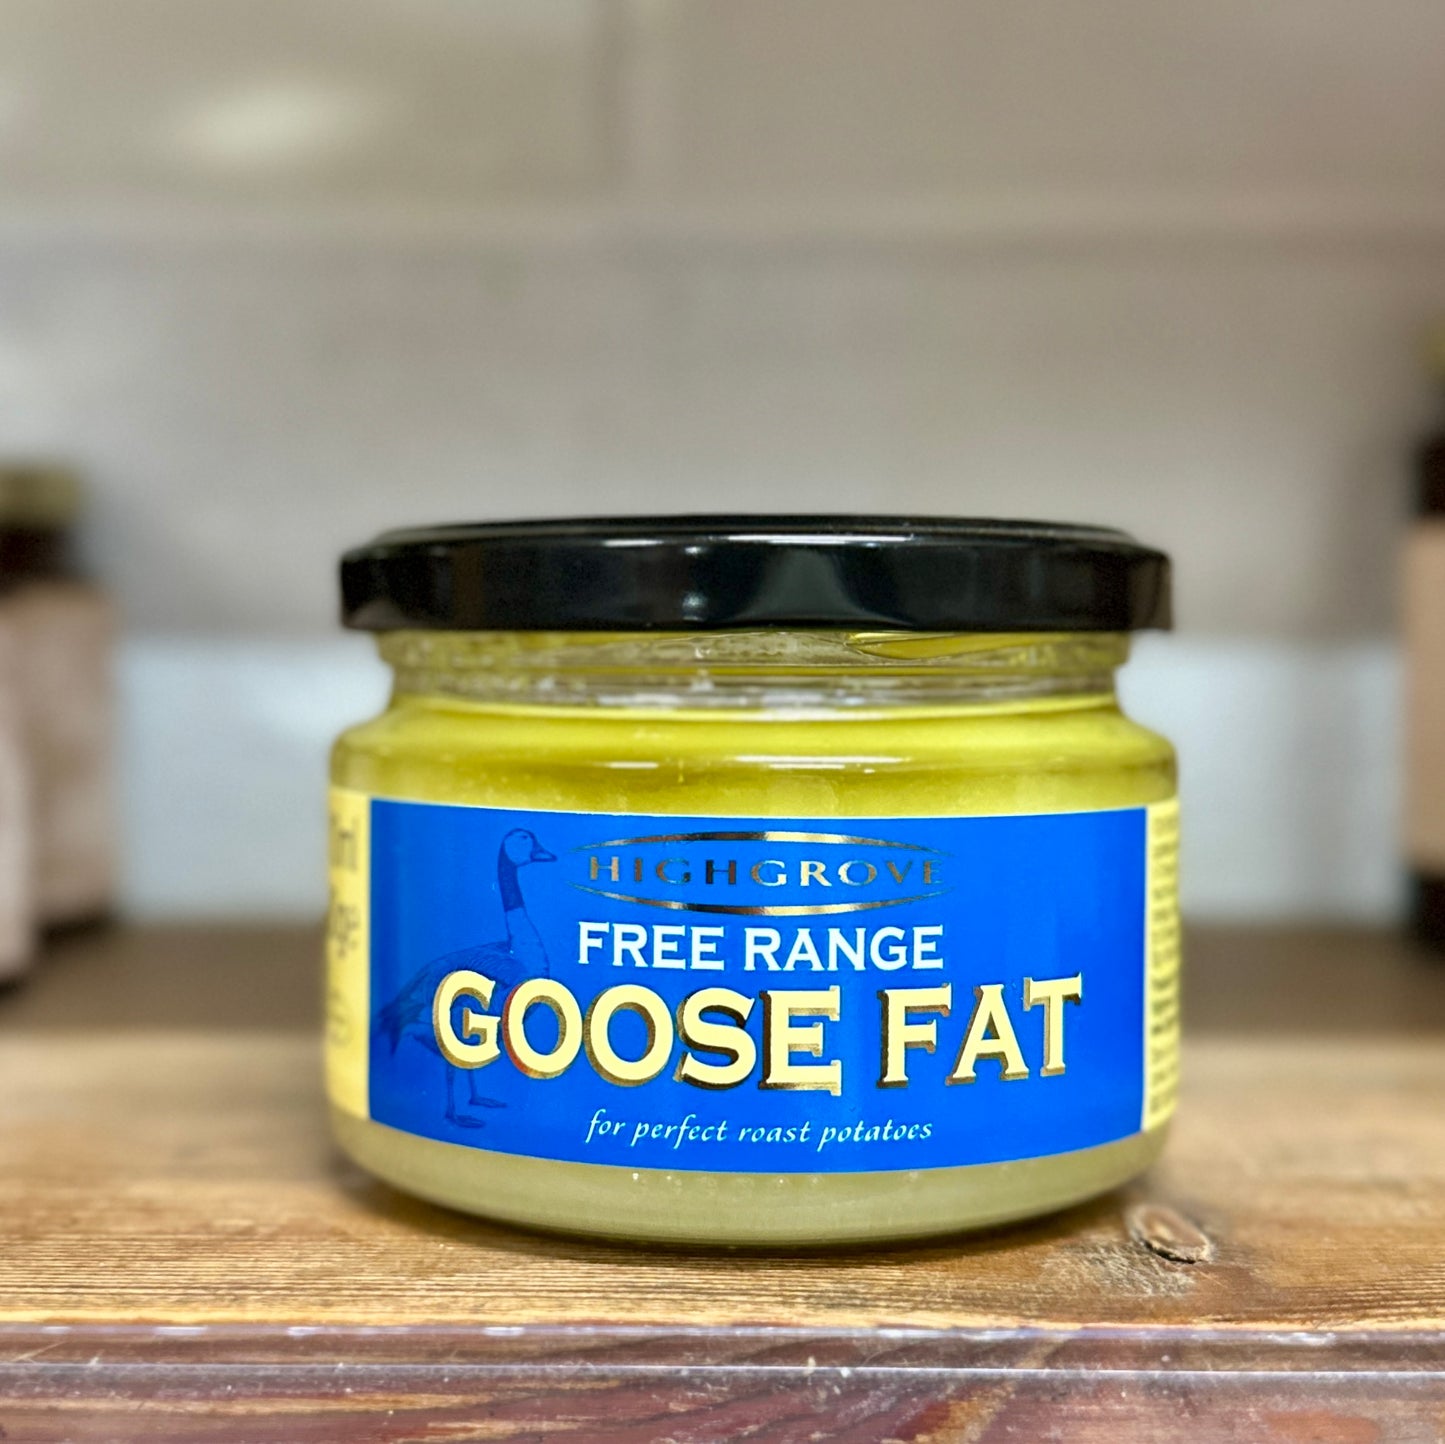 HIGHGROVE
FREE RANGE
GOOSE FAT
for perfect roast potatoes